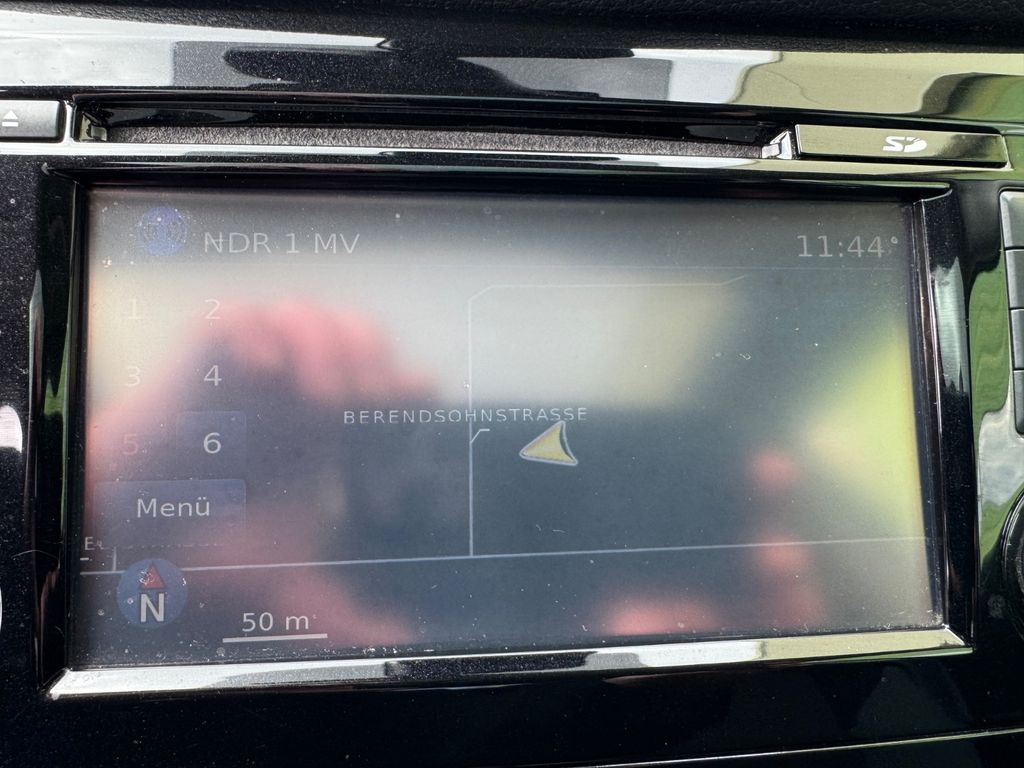 SD
NDR 1 MV
11:44
1 2
3 4
BERENDSOHNSTRASSE
5 6
Menü
N
50 m